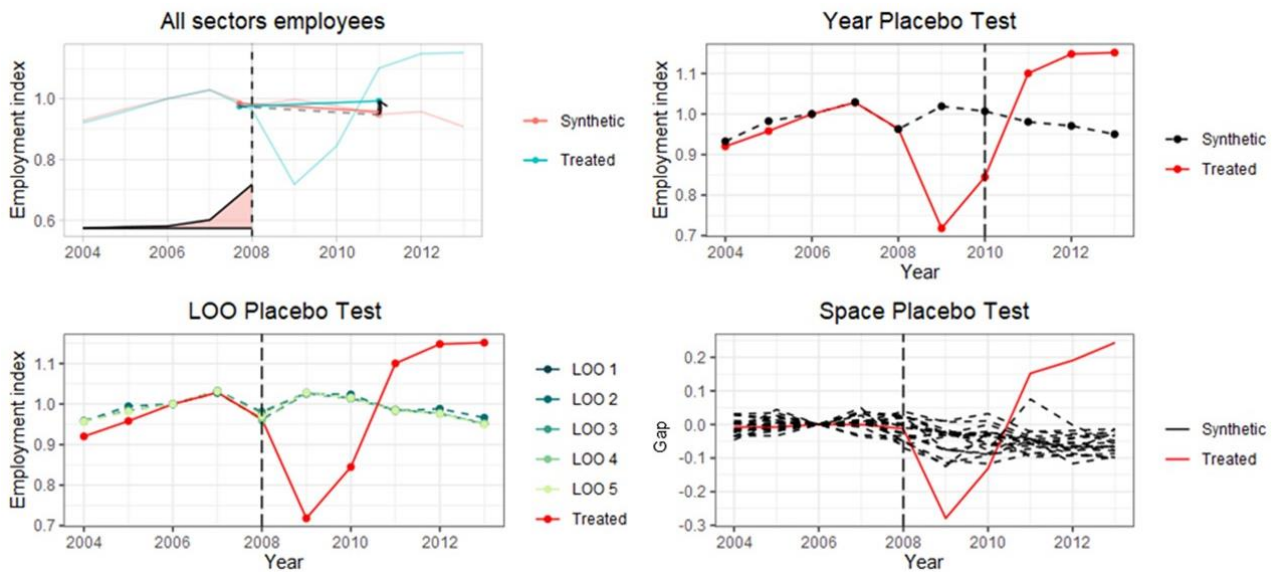 All sectors employees
Employment index
1.0
0.8
0.6
2004 2006 2008 2010 2012
Year
Synthetic
Treated
Year Placebo Test
Employment index
1.1
1.0
0.9
0.8
0.7
2004 2006 2008 2010 2012
Year
Synthetic
Treated
LOO Placebo Test
Employment index
1.1
1.0
0.9
0.8
0.7
2004 2006 2008 2010 2012
Year
LOO 1
LOO 2
LOO 3
LOO 4
LOO 5
Treated
Space Placebo Test
Gap
0.2
0.1
0.0
-0.1
-0.2
-0.3
2004 2006 2008 2010 2012
Year
Synthetic
Treated